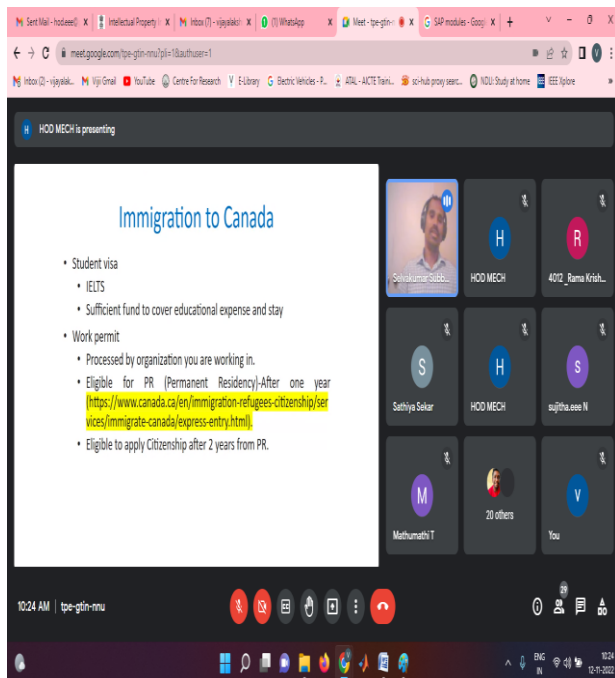 Sent Mail - hod.eee@
Intellectual Property
Inbox (7) - vijayalaksh
(1) WhatsApp
Meet - tpe-gtin-n
SAP modules - Goog
meet.google.com/tpe-gtin-nnu?pli=1&authuser=1
Inbox (2) - vijayalak...
Viji Gmail
YouTube
Centre For Research
E-Library
Electric Vehicles - P...
ATAL - AICTE Traini...
sci-hub proxy searc...
NDLI: Study at home
IEEE Xplore
H
HOD MECH is presenting
Immigration to Canada
• Student visa
• IELTS
• Sufficient fund to cover educational expense and stay
• Work permit
• Processed by organization you are working in.
• Eligible for PR (Permanent Residency)-After one year
(https://www.canada.ca/en/immigration-refugees-citizenship/ser
vices/immigrate-canada/express-entry.html).
• Eligible to apply Citizenship after 2 years from PR.
Selvakumar Subb...
H
HOD MECH
R
4012_Rama Krish...
S
Sathiya Sekar
H
HOD MECH
s
sujitha.eee N
M
Mathumathi T
20 others
V
You
10:24 AM | tpe-gtin-nnu
29
ENG
IN
10:24
12-11-2022